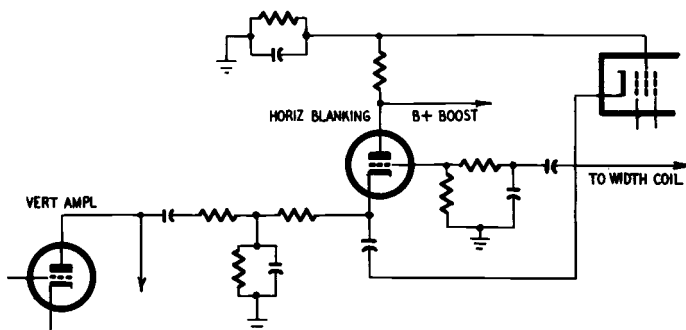 HORIZ BLANKING
B+ BOOST
TO WIDTH COIL
VERT AMPL